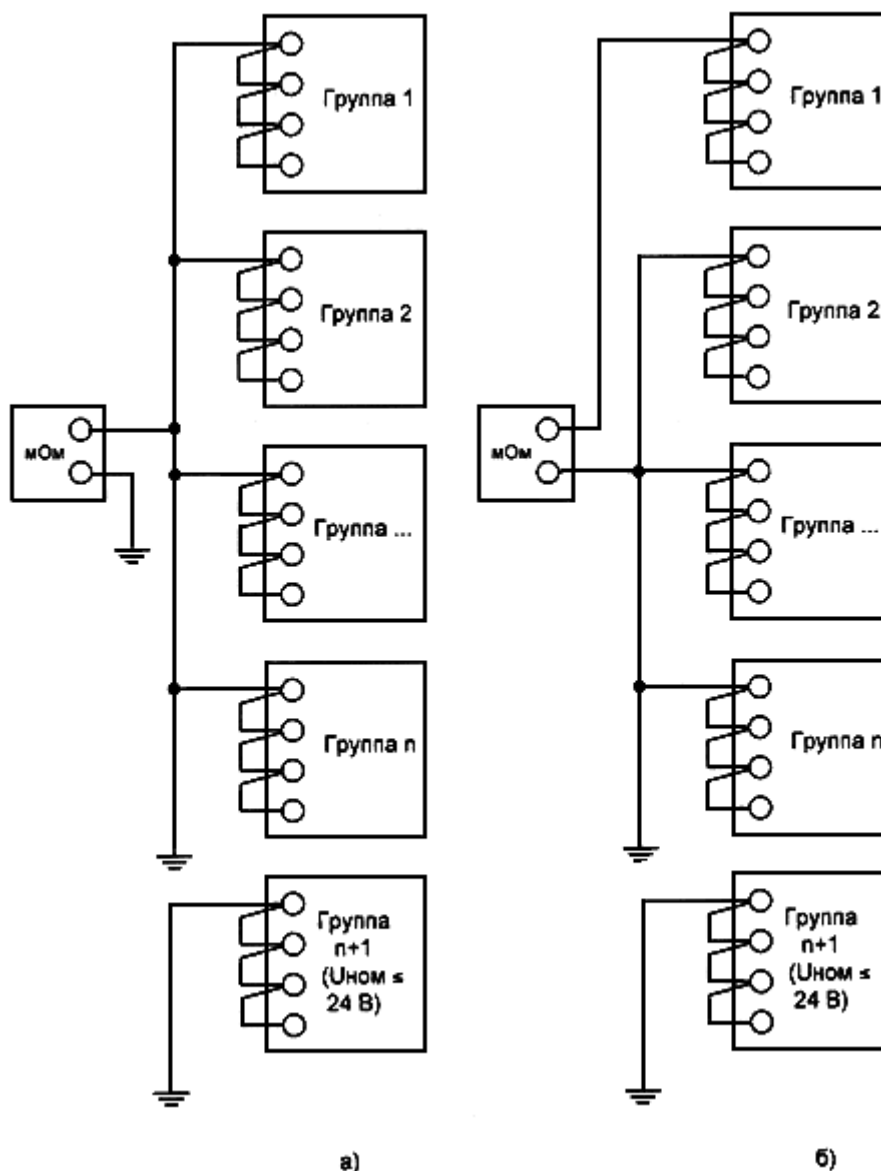 Группа 1
Группа 2
мОм
Группа ...
Группа n
Группа
n+1
(Uном ≤
24 В)
а)
Группа 1
Группа 2
мОм
Группа ...
Группа n
Группа
n+1
(Uном ≤
24 В)
б)